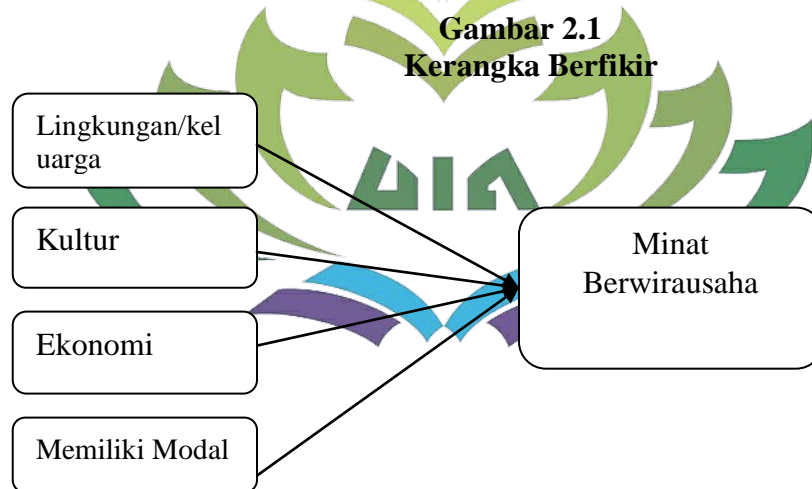 Gambar 2.1
Kerangka Berfikir
Lingkungan/kel
uarga
Kultur
Ekonomi
Memiliki Modal
Minat
Berwirausaha